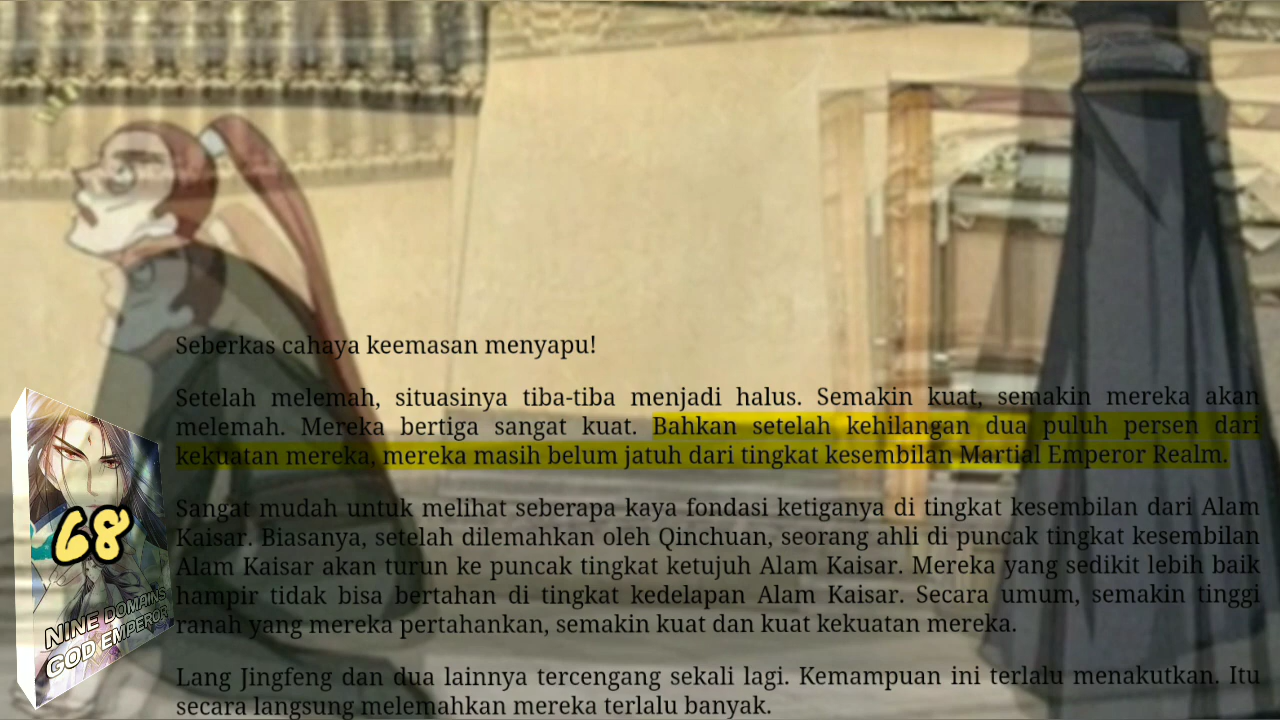 Seberkas cahaya keemasan menyapu!
Setelah melemah, situasinya tiba-tiba menjadi halus. Semakin kuat, semakin mereka akan
melemah. Mereka bertiga sangat kuat. Bahkan setelah kehilangan dua puluh persen dari
kekuatan mereka, mereka masih belum jatuh dari tingkat kesembilan Martial Emperor Realm.
Sangat mudah untuk melihat seberapa kaya fondasi ketiganya di tingkat kesembilan dari Alam
Kaisar. Biasanya, setelah dilemahkan oleh Qinchuan, seorang ahli di puncak tingkat kesembilan
Alam Kaisar akan turun ke puncak tingkat ketujuh Alam Kaisar. Mereka yang sedikit lebih baik
hampir tidak bisa bertahan di tingkat kedelapan Alam Kaisar. Secara umum, semakin tinggi
ranah yang mereka pertahankan, semakin kuat dan kuat kekuatan mereka.
Lang Jingfeng dan dua lainnya tercengang sekali lagi. Kemampuan ini terlalu menakutkan. Itu
secara langsung melemahkan mereka terlalu banyak.
68
NINE DOMAINS
GOD EMPEROR